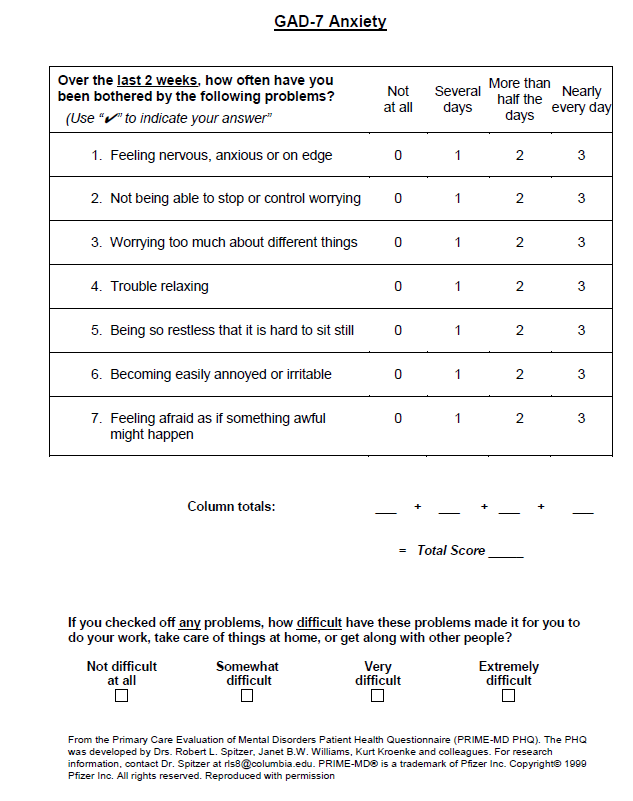 GAD-7 Anxiety
Over the last 2 weeks, how often have you
been bothered by the following problems?
(Use “✔” to indicate your answer”
Not
at all
Several
days
More than
half the
days
Nearly
every day
1. Feeling nervous, anxious or on edge 0 1 2 3
2. Not being able to stop or control worrying 0 1 2 3
3. Worrying too much about different things 0 1 2 3
4. Trouble relaxing 0 1 2 3
5. Being so restless that it is hard to sit still 0 1 2 3
6. Becoming easily annoyed or irritable 0 1 2 3
7. Feeling afraid as if something awful 0 1 2 3
might happen
Column totals: ___ + ___ + ___ + ___
= Total Score _____
If you checked off any problems, how difficult have these problems made it for you to
do your work, take care of things at home, or get along with other people?
Not difficult
at all
☐
Somewhat
difficult
☐
Very
difficult
☐
Extremely
difficult
☐
From the Primary Care Evaluation of Mental Disorders Patient Health Questionnaire (PRIME-MD PHQ). The PHQ
was developed by Drs. Robert L. Spitzer, Janet B.W. Williams, Kurt Kroenke and colleagues. For research
information, contact Dr. Spitzer at rls8@columbia.edu. PRIME-MD® is a trademark of Pfizer Inc. Copyright© 1999
Pfizer Inc. All rights reserved. Reproduced with permission